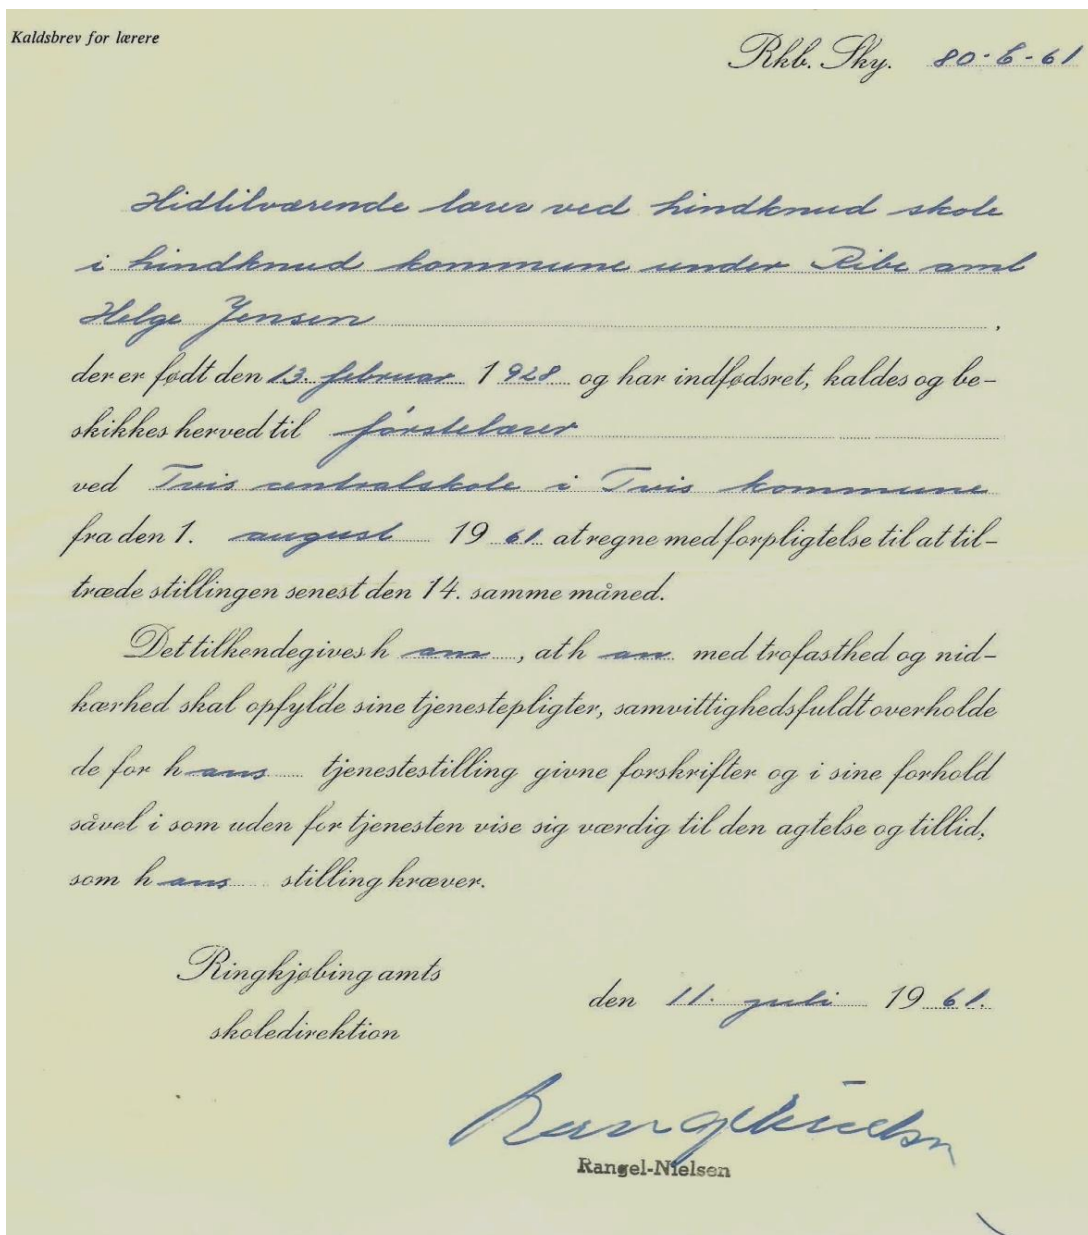 Kaldsbrev for lærere
Rkb. Sky. 80-6-61
Hidtilværende lærer ved Lindknud skole
i Lindknud kommune under Ribe amt
Helge Jensen,
der er født den 13. februar 1928 og har indfødsret, kaldes og be-
skikkes herved til førstelærer
ved Tvis centralskole i Tvis kommune
fra den 1. august 1961 at regne med forpligtelse til at til-
træde stillingen senest den 14. samme måned.
Det tilkendegives ham, at han med trofasthed og nid-
kærhed skal opfylde sine tjenestepligter, samvittighedsfuldt overholde
de for hans tjenestestilling givne forskrifter og i sine forhold
såvel i som uden for tjenesten vise sig værdig til den agtelse og tillid,
som hans stilling kræver.
Ringkjøbing amts
skoledirektion
den 11. juli 1961.
Rangel-Nielsen
Rangel-Nielsen